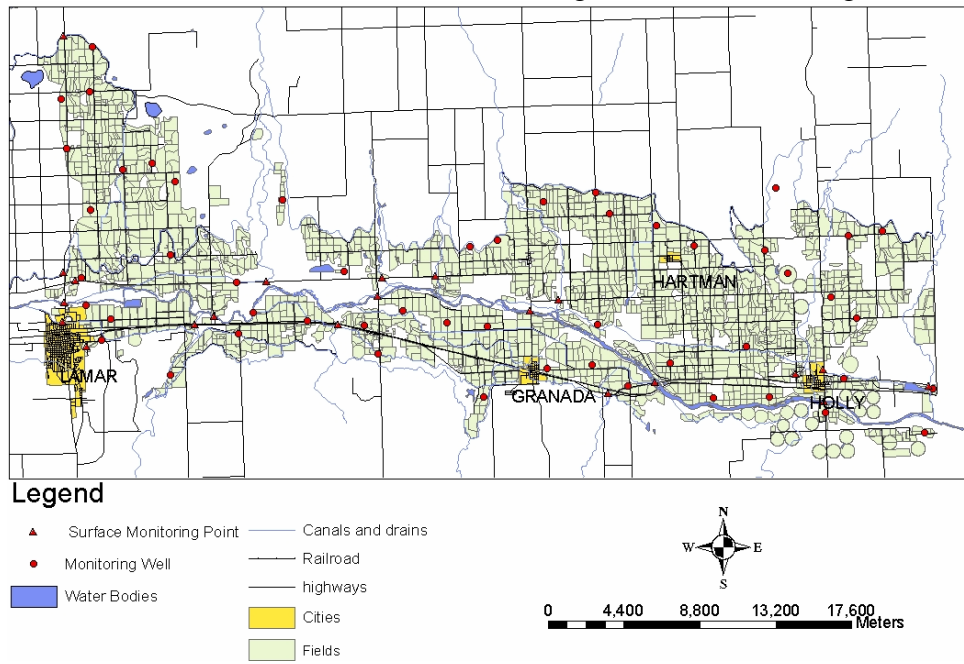 HARTMAN
LAMAR
GRANADA
HOLLY
Legend
Surface Monitoring Point
Monitoring Well
Water Bodies
Canals and drains
Railroad
highways
Cities
Fields
N
W E
S
0 4,400 8,800 13,200 17,600
Meters